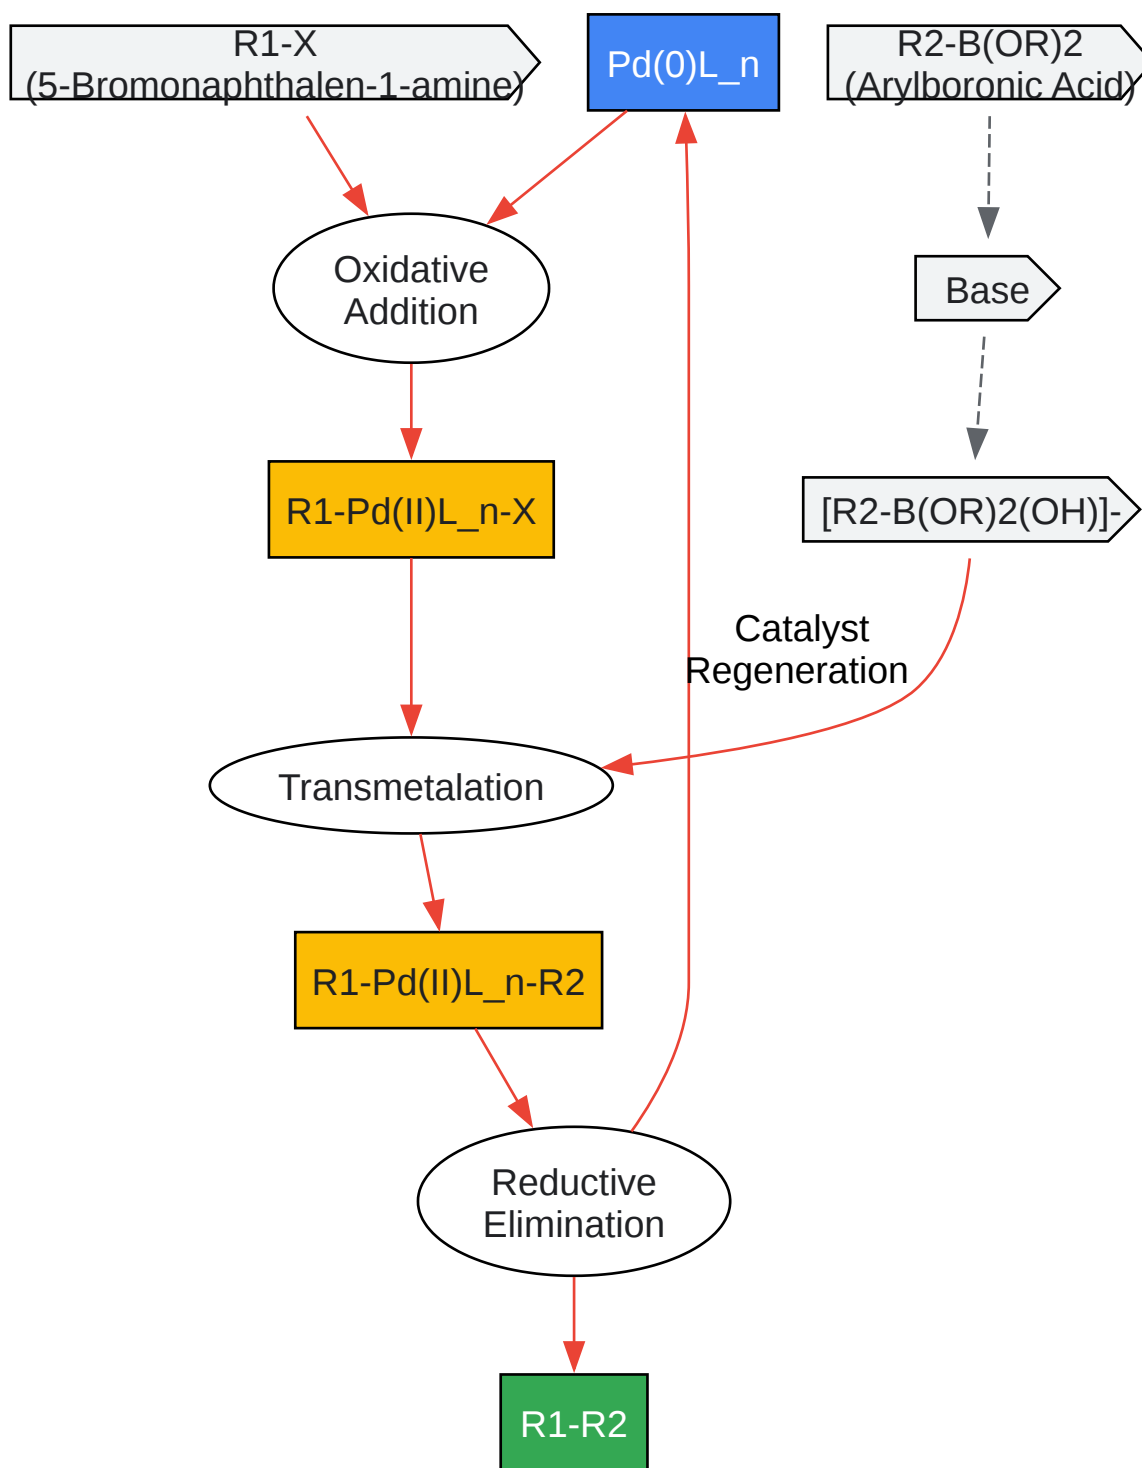 R1-X
(5-Bromonaphthalen-1-amine)
Pd(0)L_n
R2-B(OR)2
(Arylboronic Acid)
Oxidative
Addition
Base
R1-Pd(II)L_n-X
[R2-B(OR)2(OH)]-
Catalyst
Regeneration
Transmetalation
R1-Pd(II)L_n-R2
Reductive
Elimination
R1-R2